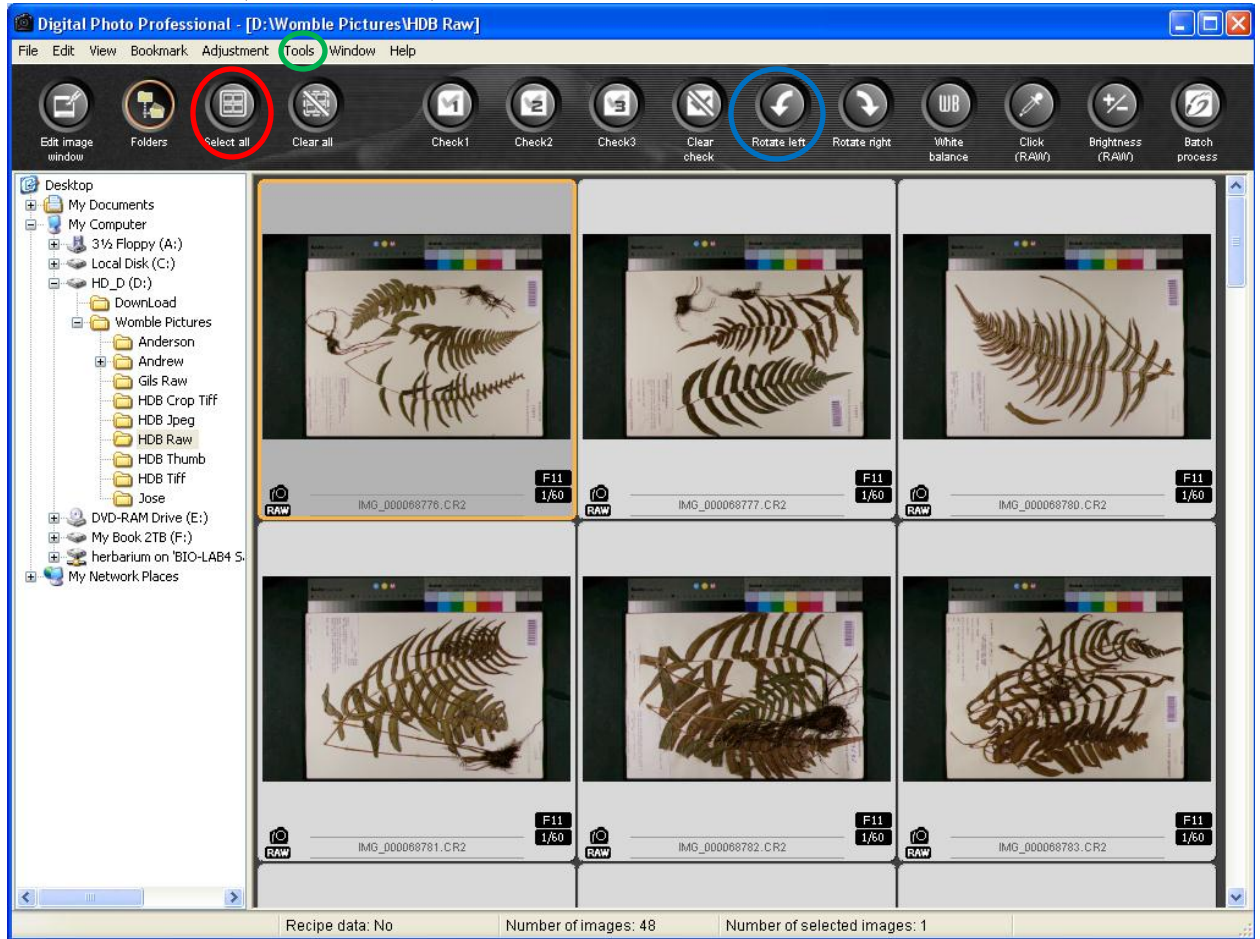 Digital Photo Professional - [D:\Womble Pictures\HDB Raw]
File Edit View Bookmark Adjustment Tools Window Help
Edit image window
Folders
Select all
Clear all
Check1
Check2
Check3
Clear check
Rotate left
Rotate right
White balance
Click (RAW)
Brightness (RAW)
Batch process
Desktop
My Documents
My Computer
3½ Floppy (A:)
Local Disk (C:)
HD_D (D:)
DownLoad
Womble Pictures
Anderson
Andrew
Gils Raw
HDB Crop Tiff
HDB Jpeg
HDB Raw
HDB Thumb
HDB Tiff
Jose
DVD-RAM Drive (E:)
My Book 2TB (F:)
herbarium on 'BIO-LAB4 S
My Network Places
RAW IMG_000068776.CR2 F11 1/60
RAW IMG_000068777.CR2 F11 1/60
RAW IMG_000068780.CR2 F11 1/60
RAW IMG_000068781.CR2 F11 1/60
RAW IMG_000068782.CR2 F11 1/60
RAW IMG_000068783.CR2 F11 1/60
Recipe data: No Number of images: 48 Number of selected images: 1